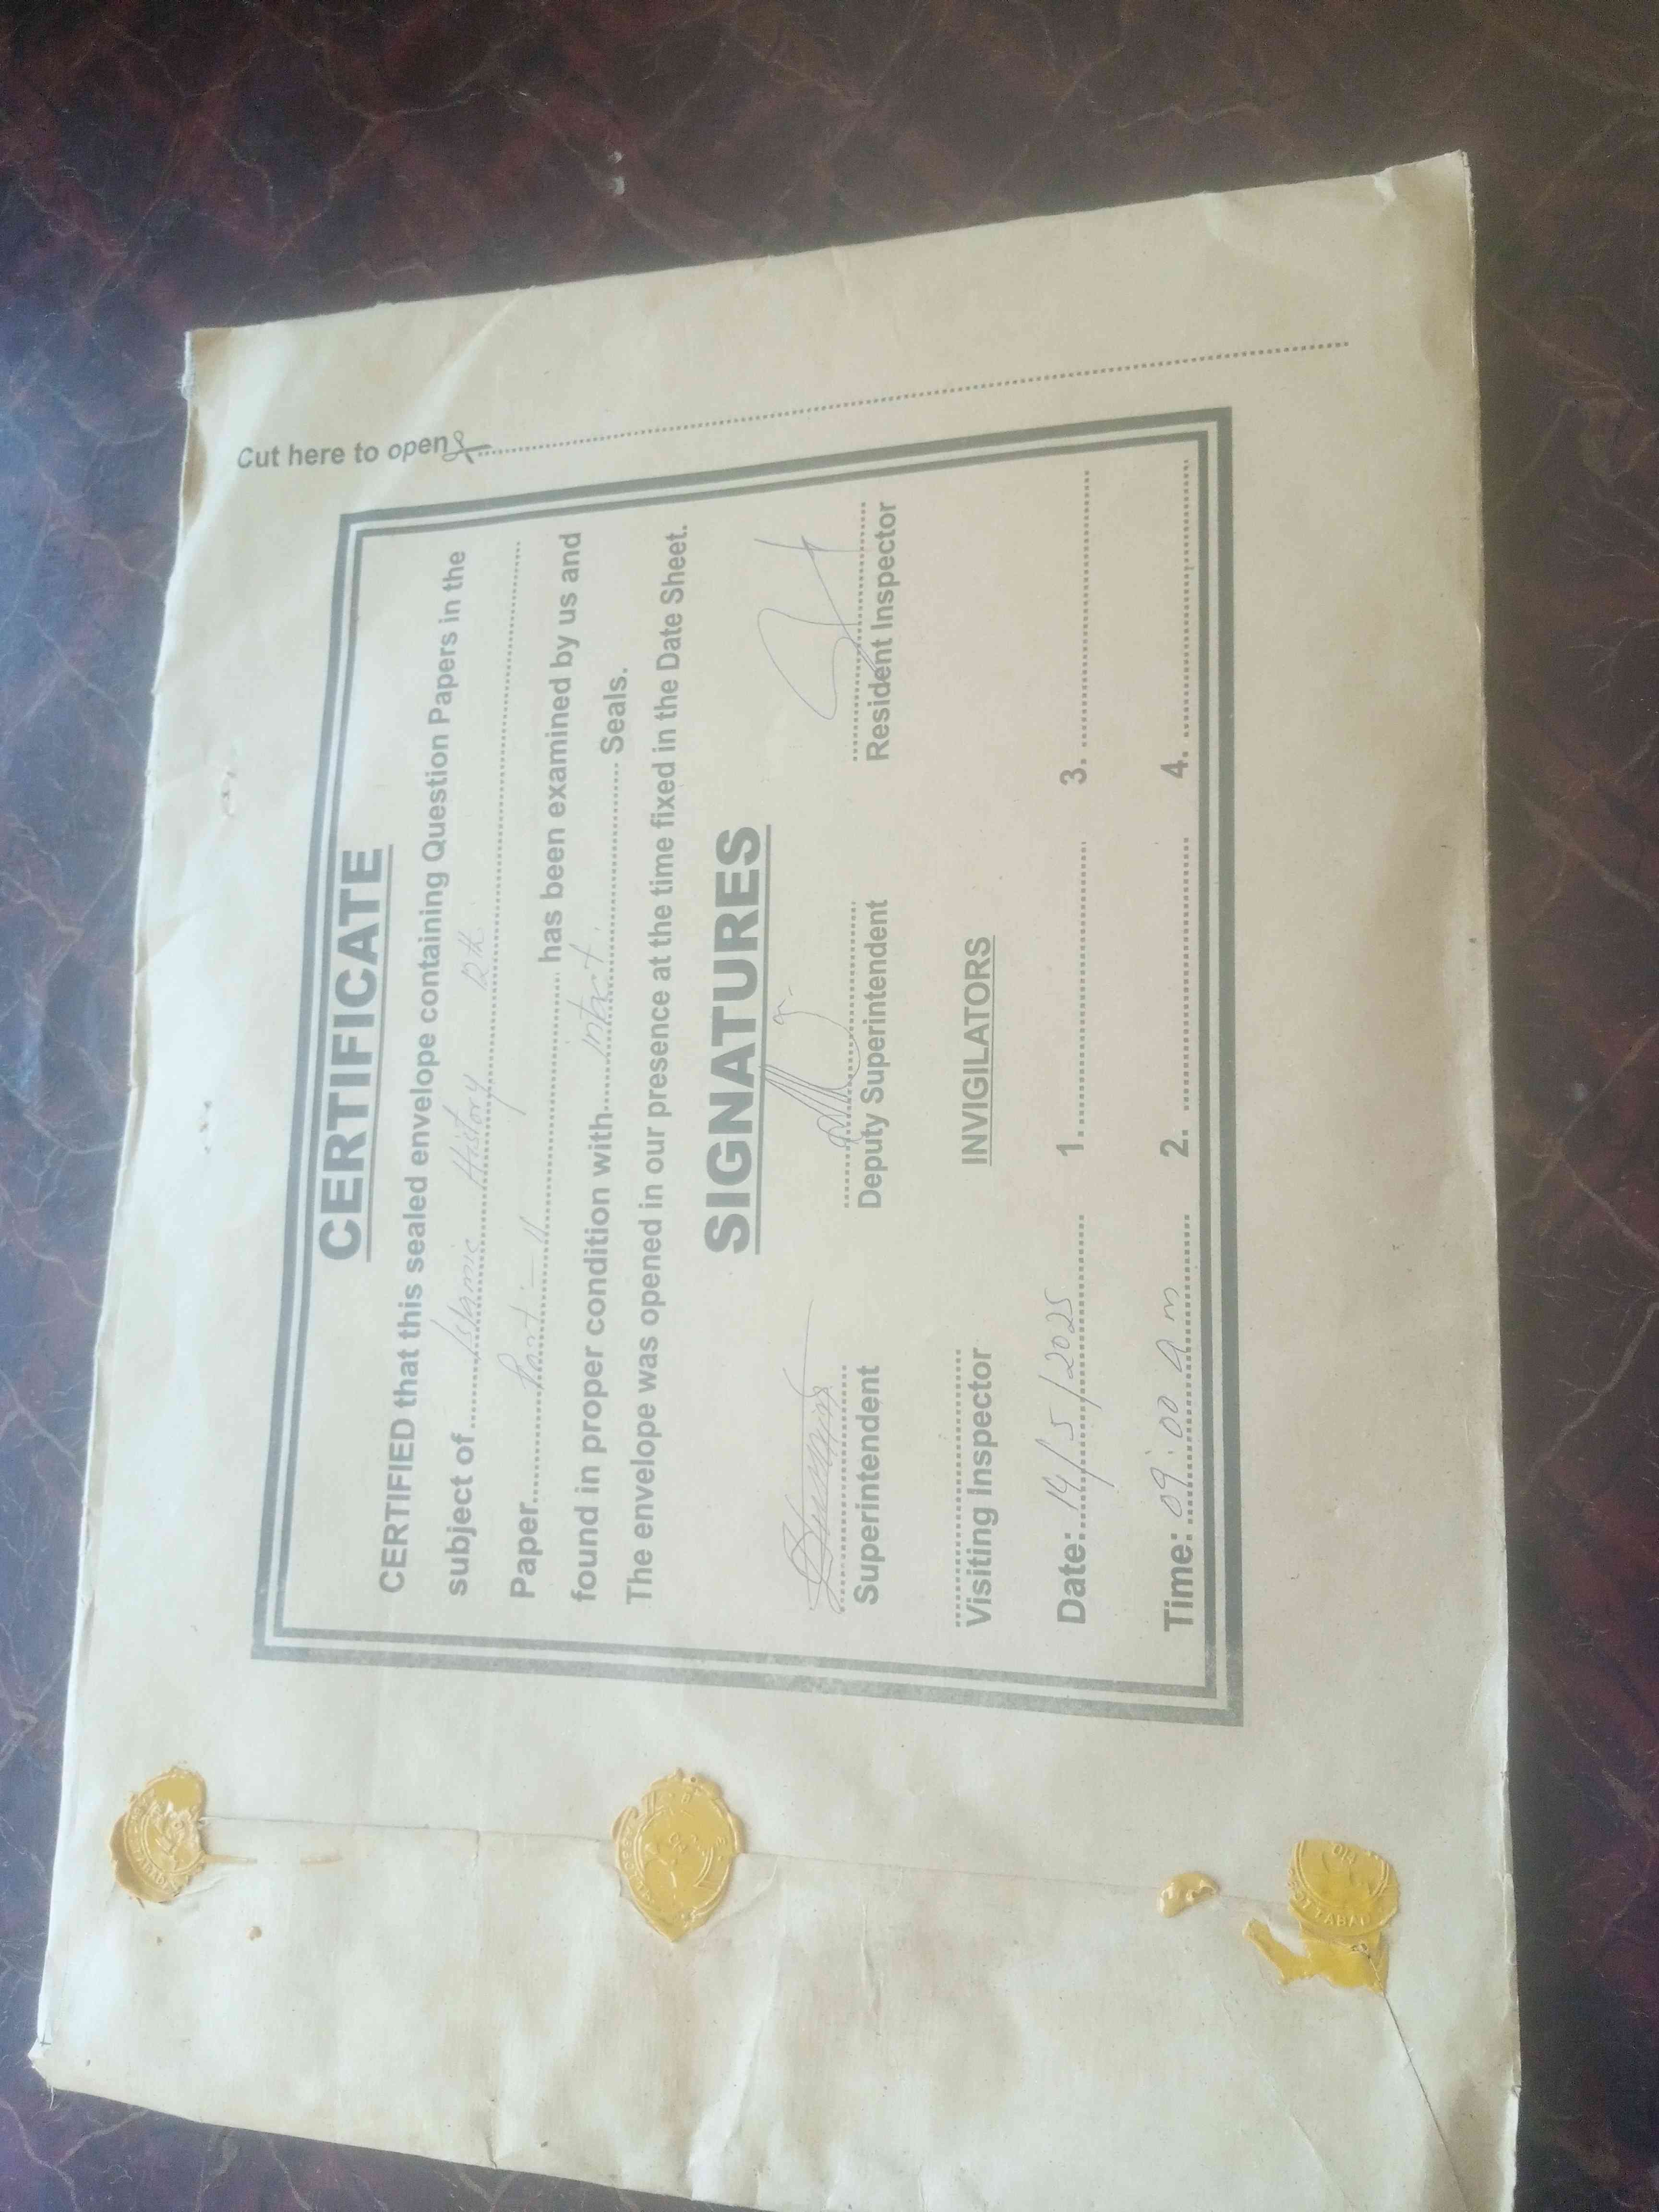 Cut here to open
CERTIFICATE
CERTIFIED that this sealed envelope containing Question Papers in the
subject of Islamic History 12th
Paper Part-II has been examined by us and
found in proper condition with intact. Seals.
The envelope was opened in our presence at the time fixed in the Date Sheet.
SIGNATURES
Superintendent Deputy Superintendent Resident Inspector
Visiting Inspector INVIGILATORS
Date: 14/5/2025 1. 3.
Time: 09:00 am 2. 4.